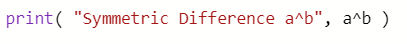 print( "Symmetric Difference a^b", a^b )